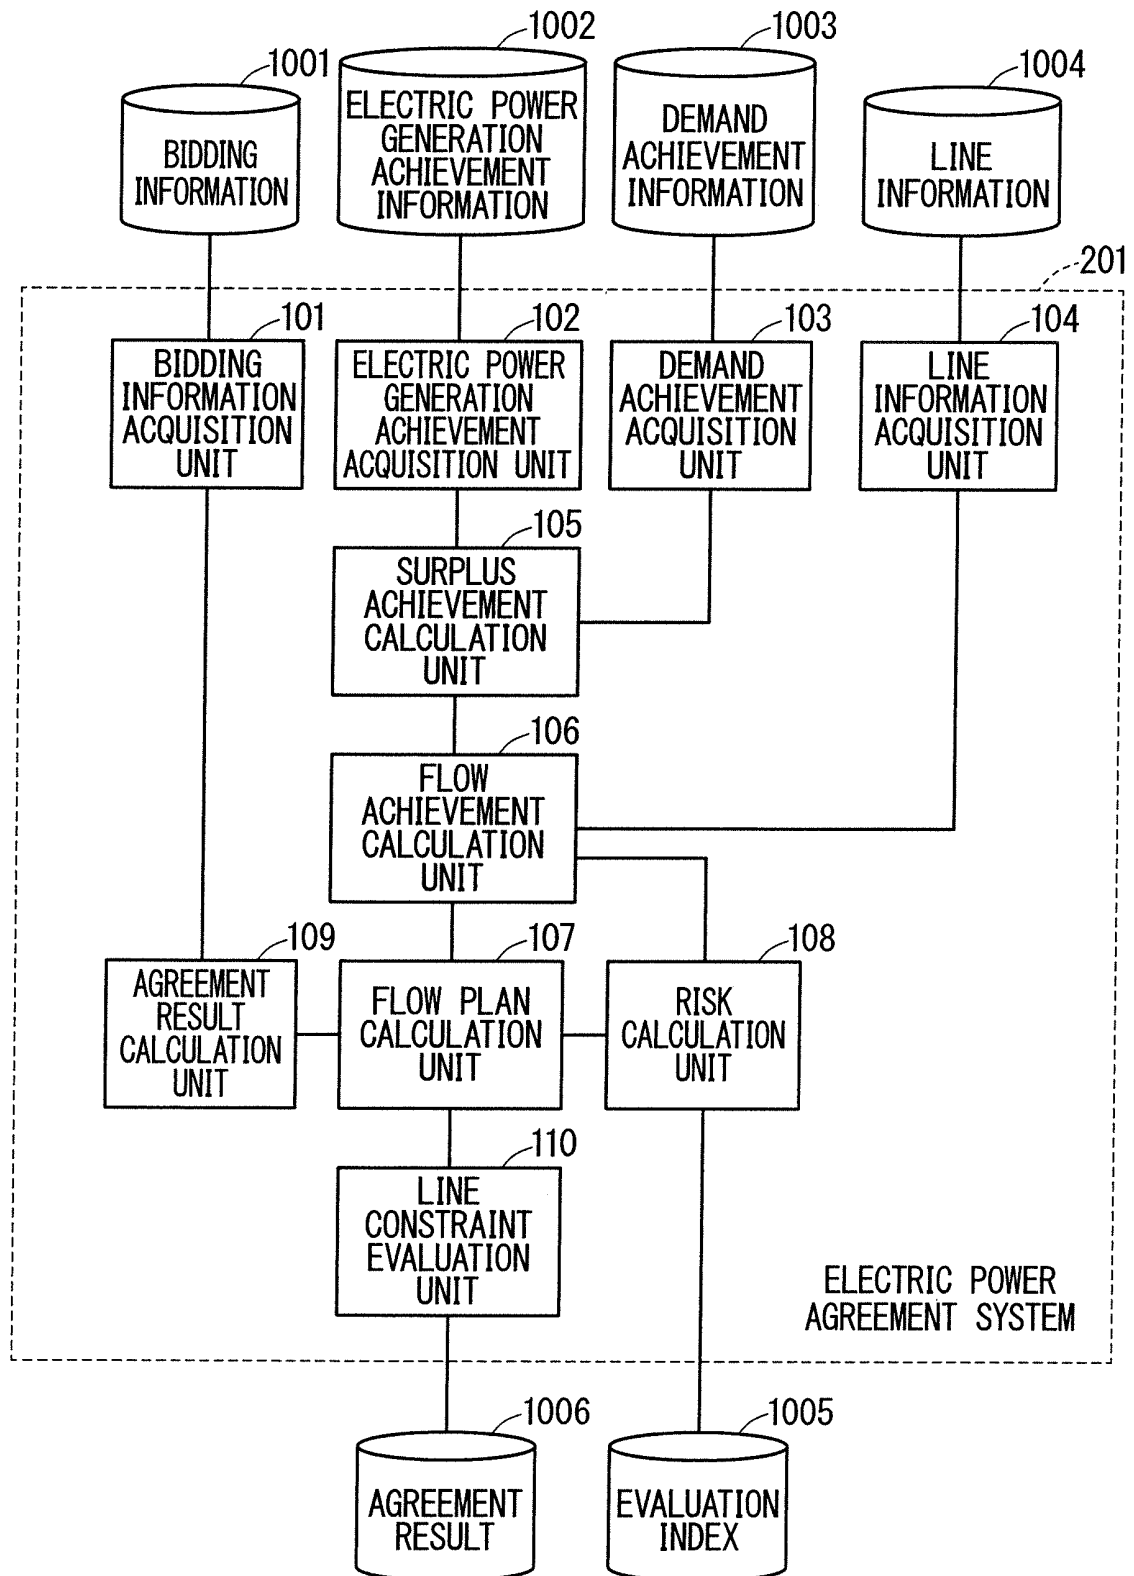 1001
1002
1003
1004
BIDDING
INFORMATION
ELECTRIC POWER
GENERATION
ACHIEVEMENT
INFORMATION
DEMAND
ACHIEVEMENT
INFORMATION
LINE
INFORMATION
201
101
102
103
104
BIDDING
INFORMATION
ACQUISITION
UNIT
ELECTRIC POWER
GENERATION
ACHIEVEMENT
ACQUISITION UNIT
DEMAND
ACHIEVEMENT
ACQUISITION
UNIT
LINE
INFORMATION
ACQUISITION
UNIT
105
SURPLUS
ACHIEVEMENT
CALCULATION
UNIT
106
FLOW
ACHIEVEMENT
CALCULATION
UNIT
109
107
108
AGREEMENT
RESULT
CALCULATION
UNIT
FLOW PLAN
CALCULATION
UNIT
RISK
CALCULATION
UNIT
110
LINE
CONSTRAINT
EVALUATION
UNIT
ELECTRIC POWER
AGREEMENT SYSTEM
1006
1005
AGREEMENT
RESULT
EVALUATION
INDEX